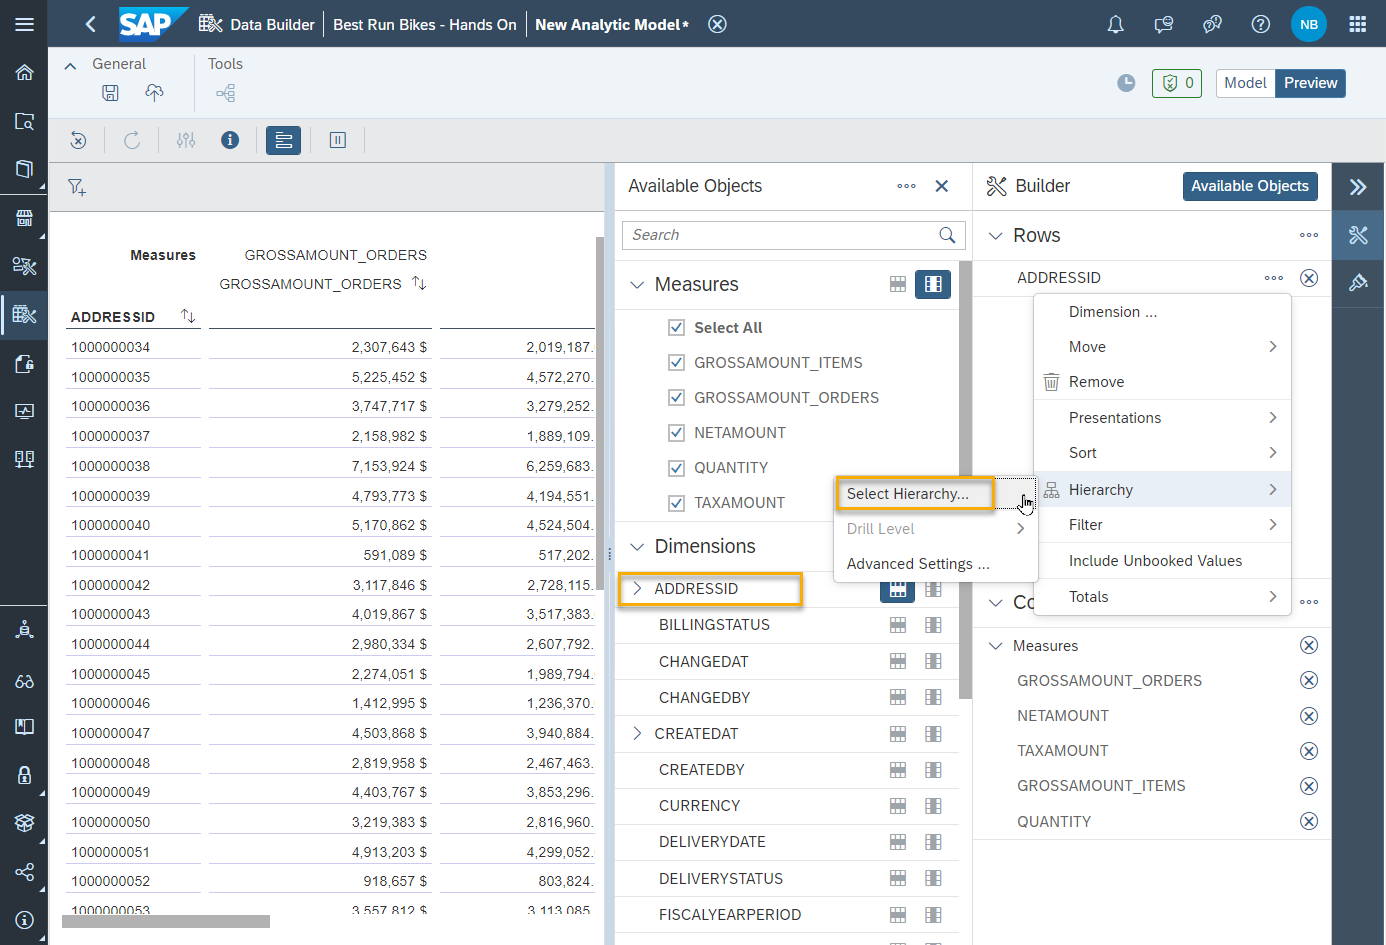 SAP Data Builder Best Run Bikes - Hands On New Analytic Model* NB
General Tools
0 Model Preview
Measures GROSSAMOUNT_ORDERS
GROSSAMOUNT_ORDERS
ADDRESSID
1000000034 2,307,643 $ 2,019,187.
1000000035 5,225,452 $ 4,572,270.
1000000036 3,747,717 $ 3,279,252.
1000000037 2,158,982 $ 1,889,109.
1000000038 7,153,924 $ 6,259,683.
1000000039 4,793,773 $ 4,194,551.
1000000040 5,170,862 $ 4,524,504.
1000000041 591,089 $ 517,202.
1000000042 3,117,846 $ 2,728,115.
1000000043 4,019,867 $ 3,517,383.
1000000044 2,980,334 $ 2,607,792.
1000000045 2,274,051 $ 1,989,794.
1000000046 1,412,995 $ 1,236,370.
1000000047 4,503,868 $ 3,940,884.
1000000048 2,819,958 $ 2,467,463.
1000000049 4,403,767 $ 3,853,296.
1000000050 3,219,383 $ 2,816,960.
1000000051 4,913,203 $ 4,299,052.
1000000052 918,657 $ 803,824.
1000000053 3,557,812 $ 3,113,085.
Available Objects
Search
Measures
Select All
GROSSAMOUNT_ITEMS
GROSSAMOUNT_ORDERS
NETAMOUNT
QUANTITY
TAXAMOUNT
Dimensions
ADDRESSID
BILLINGSTATUS
CHANGEDAT
CHANGEDBY
CREATEDAT
CREATEDBY
CURRENCY
DELIVERYDATE
DELIVERYSTATUS
FISCALYEARPERIOD
Select Hierarchy...
Drill Level
Advanced Settings ...
Builder Available Objects
Rows
ADDRESSID
Dimension ...
Move
Remove
Presentations
Sort
Hierarchy
Filter
Include Unbooked Values
Totals
Co
Measures
GROSSAMOUNT_ORDERS
NETAMOUNT
TAXAMOUNT
GROSSAMOUNT_ITEMS
QUANTITY